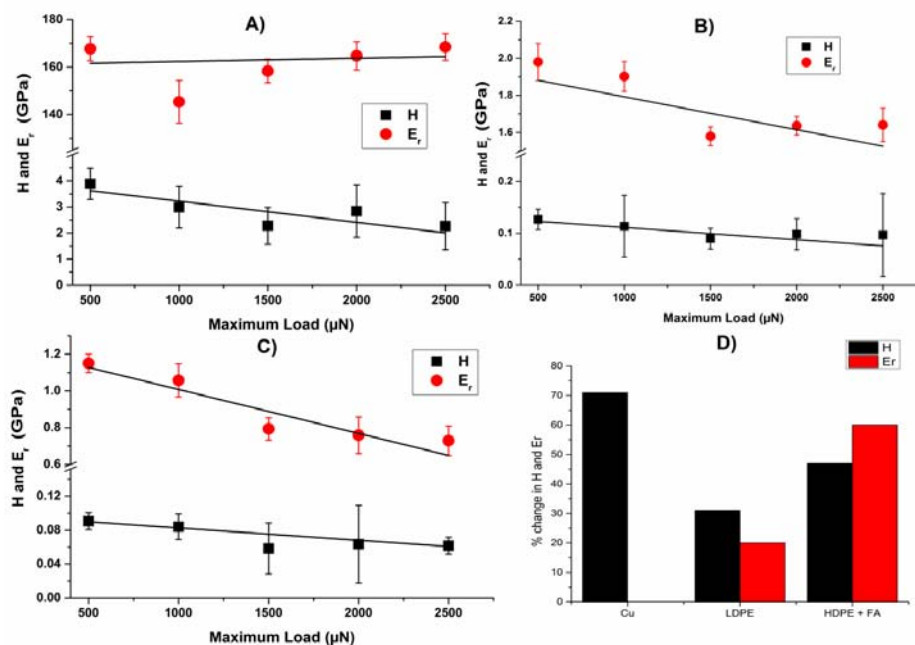 A)
H and E_r (GPa)
170
160
140
4
3
2
1
0
H
E_r
500 1000 1500 2000 2500
Maximum Load (µN)
B)
H and E_r (GPa)
2.0
1.8
1.6
0.2
0.1
0.0
H
E_r
500 1000 1500 2000 2500
Maximum Load (µN)
C)
H and E_r (GPa)
1.2
1.0
0.8
0.6
0.12
0.08
0.04
0.00
H
E_r
500 1000 1500 2000 2500
Maximum Load (µN)
D)
H
Er
% change in H and Er
80
70
60
50
40
30
20
10
0
Cu LDPE HDPE + FA